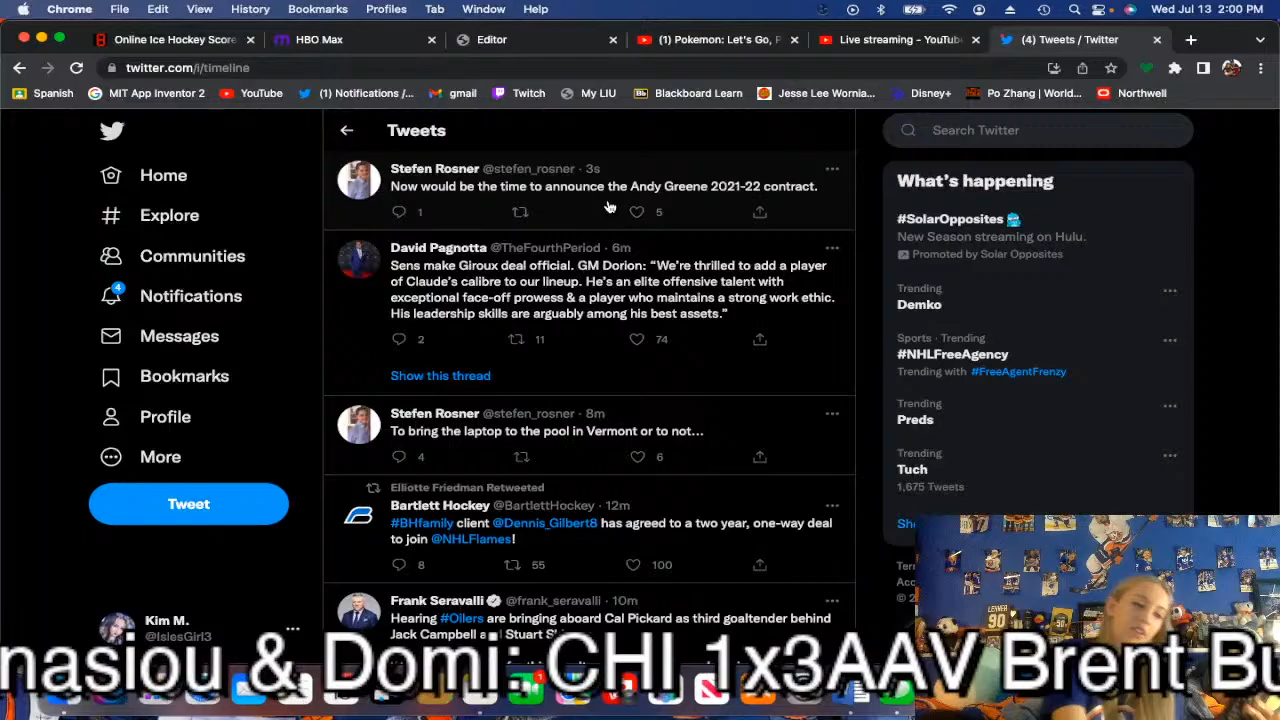 Chrome File Edit View History Bookmarks Profiles Tab Window Help Wed Jul 13 2:00 PM
Online Ice Hockey Score HBO Max Editor (1) Pokemon: Let's Go, P Live streaming - YouTube (4) Tweets / Twitter
twitter.com/i/timeline
Spanish MIT App Inventor 2 YouTube (1) Notifications /... gmail Twitch My LIU Blackboard Learn Jesse Lee Wornia... Disney+ Po Zhang | World... Northwell
Tweets
Home
Explore
Communities
4
Notifications
Messages
Bookmarks
Profile
More
Tweet
Kim M.
@IslesGirl3
Stefen Rosner @stefen_rosner · 3s
Now would be the time to announce the Andy Greene 2021-22 contract.
1 5
David Pagnotta @TheFourthPeriod · 6m
Sens make Giroux deal official. GM Dorion: “We're thrilled to add a player
of Claude's calibre to our lineup. He's an elite offensive talent with
exceptional face-off prowess & a player who maintains a strong work ethic.
His leadership skills are arguably among his best assets.”
2 11 74
Show this thread
Stefen Rosner @stefen_rosner · 8m
To bring the laptop to the pool in Vermont or to not...
4 6
Elliotte Friedman Retweeted
Bartlett Hockey @BartlettHockey · 12m
#BHfamily client @Dennis_Gilbert8 has agreed to a two year, one-way deal
to join @NHLFlames!
8 55 100
Frank Seravalli @frank_seravalli · 10m
Hearing #Oilers are bringing aboard Cal Pickard as third goaltender behind
Jack Campbell a Stuart
Search Twitter
What's happening
#SolarOpposites
New Season streaming on Hulu.
Promoted by Solar Opposites
Trending
Demko
Sports · Trending
#NHLFreeAgency
Trending with #FreeAgentFrenzy
Trending
Preds
Trending
Tuch
1,675 Tweets
LEHNER
90
nasiou & Domi: CHI 1x3AAV Brent Bu
1